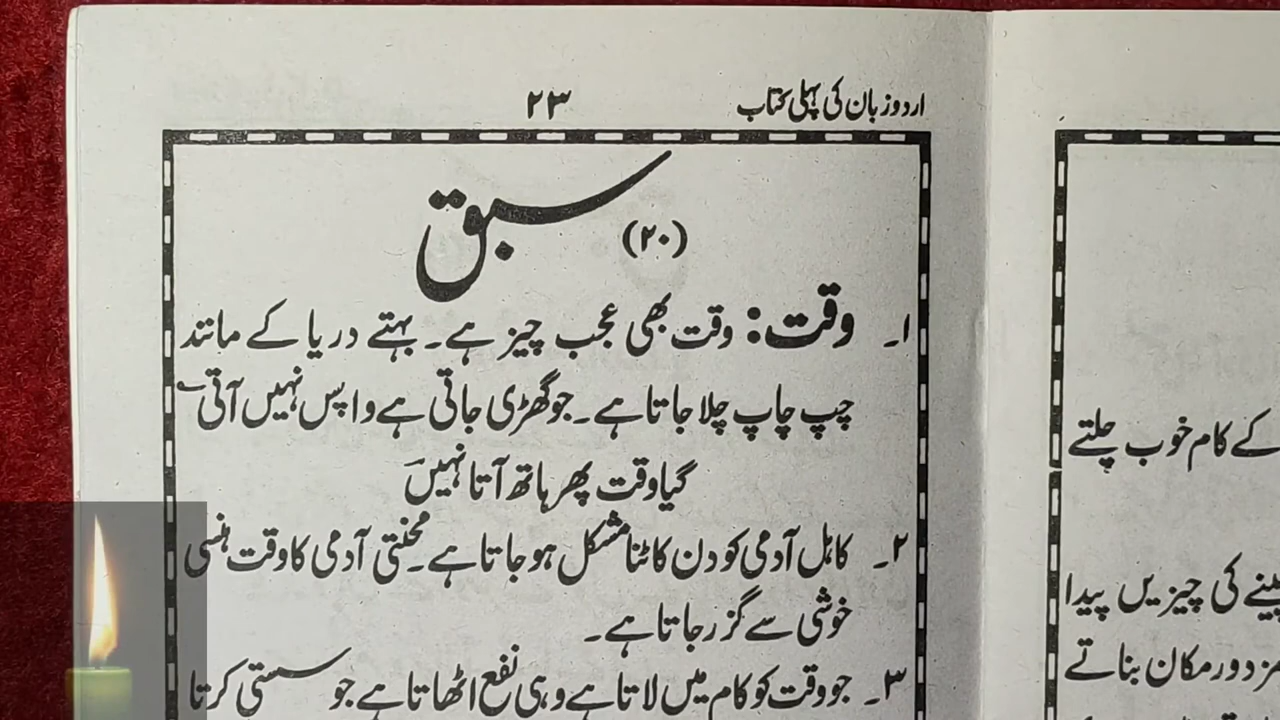 اردو زبان کی پہلی کتاب
۲۳
سبق (۲۰)
۱۔ وقت: وقت بھی عجب چیز ہے۔ بہتے دریا کے مانند
چپ چاپ چلا جاتا ہے۔ جو گھڑی جاتی ہے واپس نہیں آتی
گیا وقت پھر ہاتھ آتا نہیں
۲۔ کاہل آدمی کو دن کاٹنا مشکل ہو جاتا ہے۔ محنتی آدمی کا وقت ہنسی
خوشی سے گزر جاتا ہے۔
۳۔ جو وقت کو کام میں لاتا ہے وہی نفع اٹھاتا ہے جو سستی کرتا
کے کام خوب چلتے
کی چیزیں پیدا
مکان بناتے